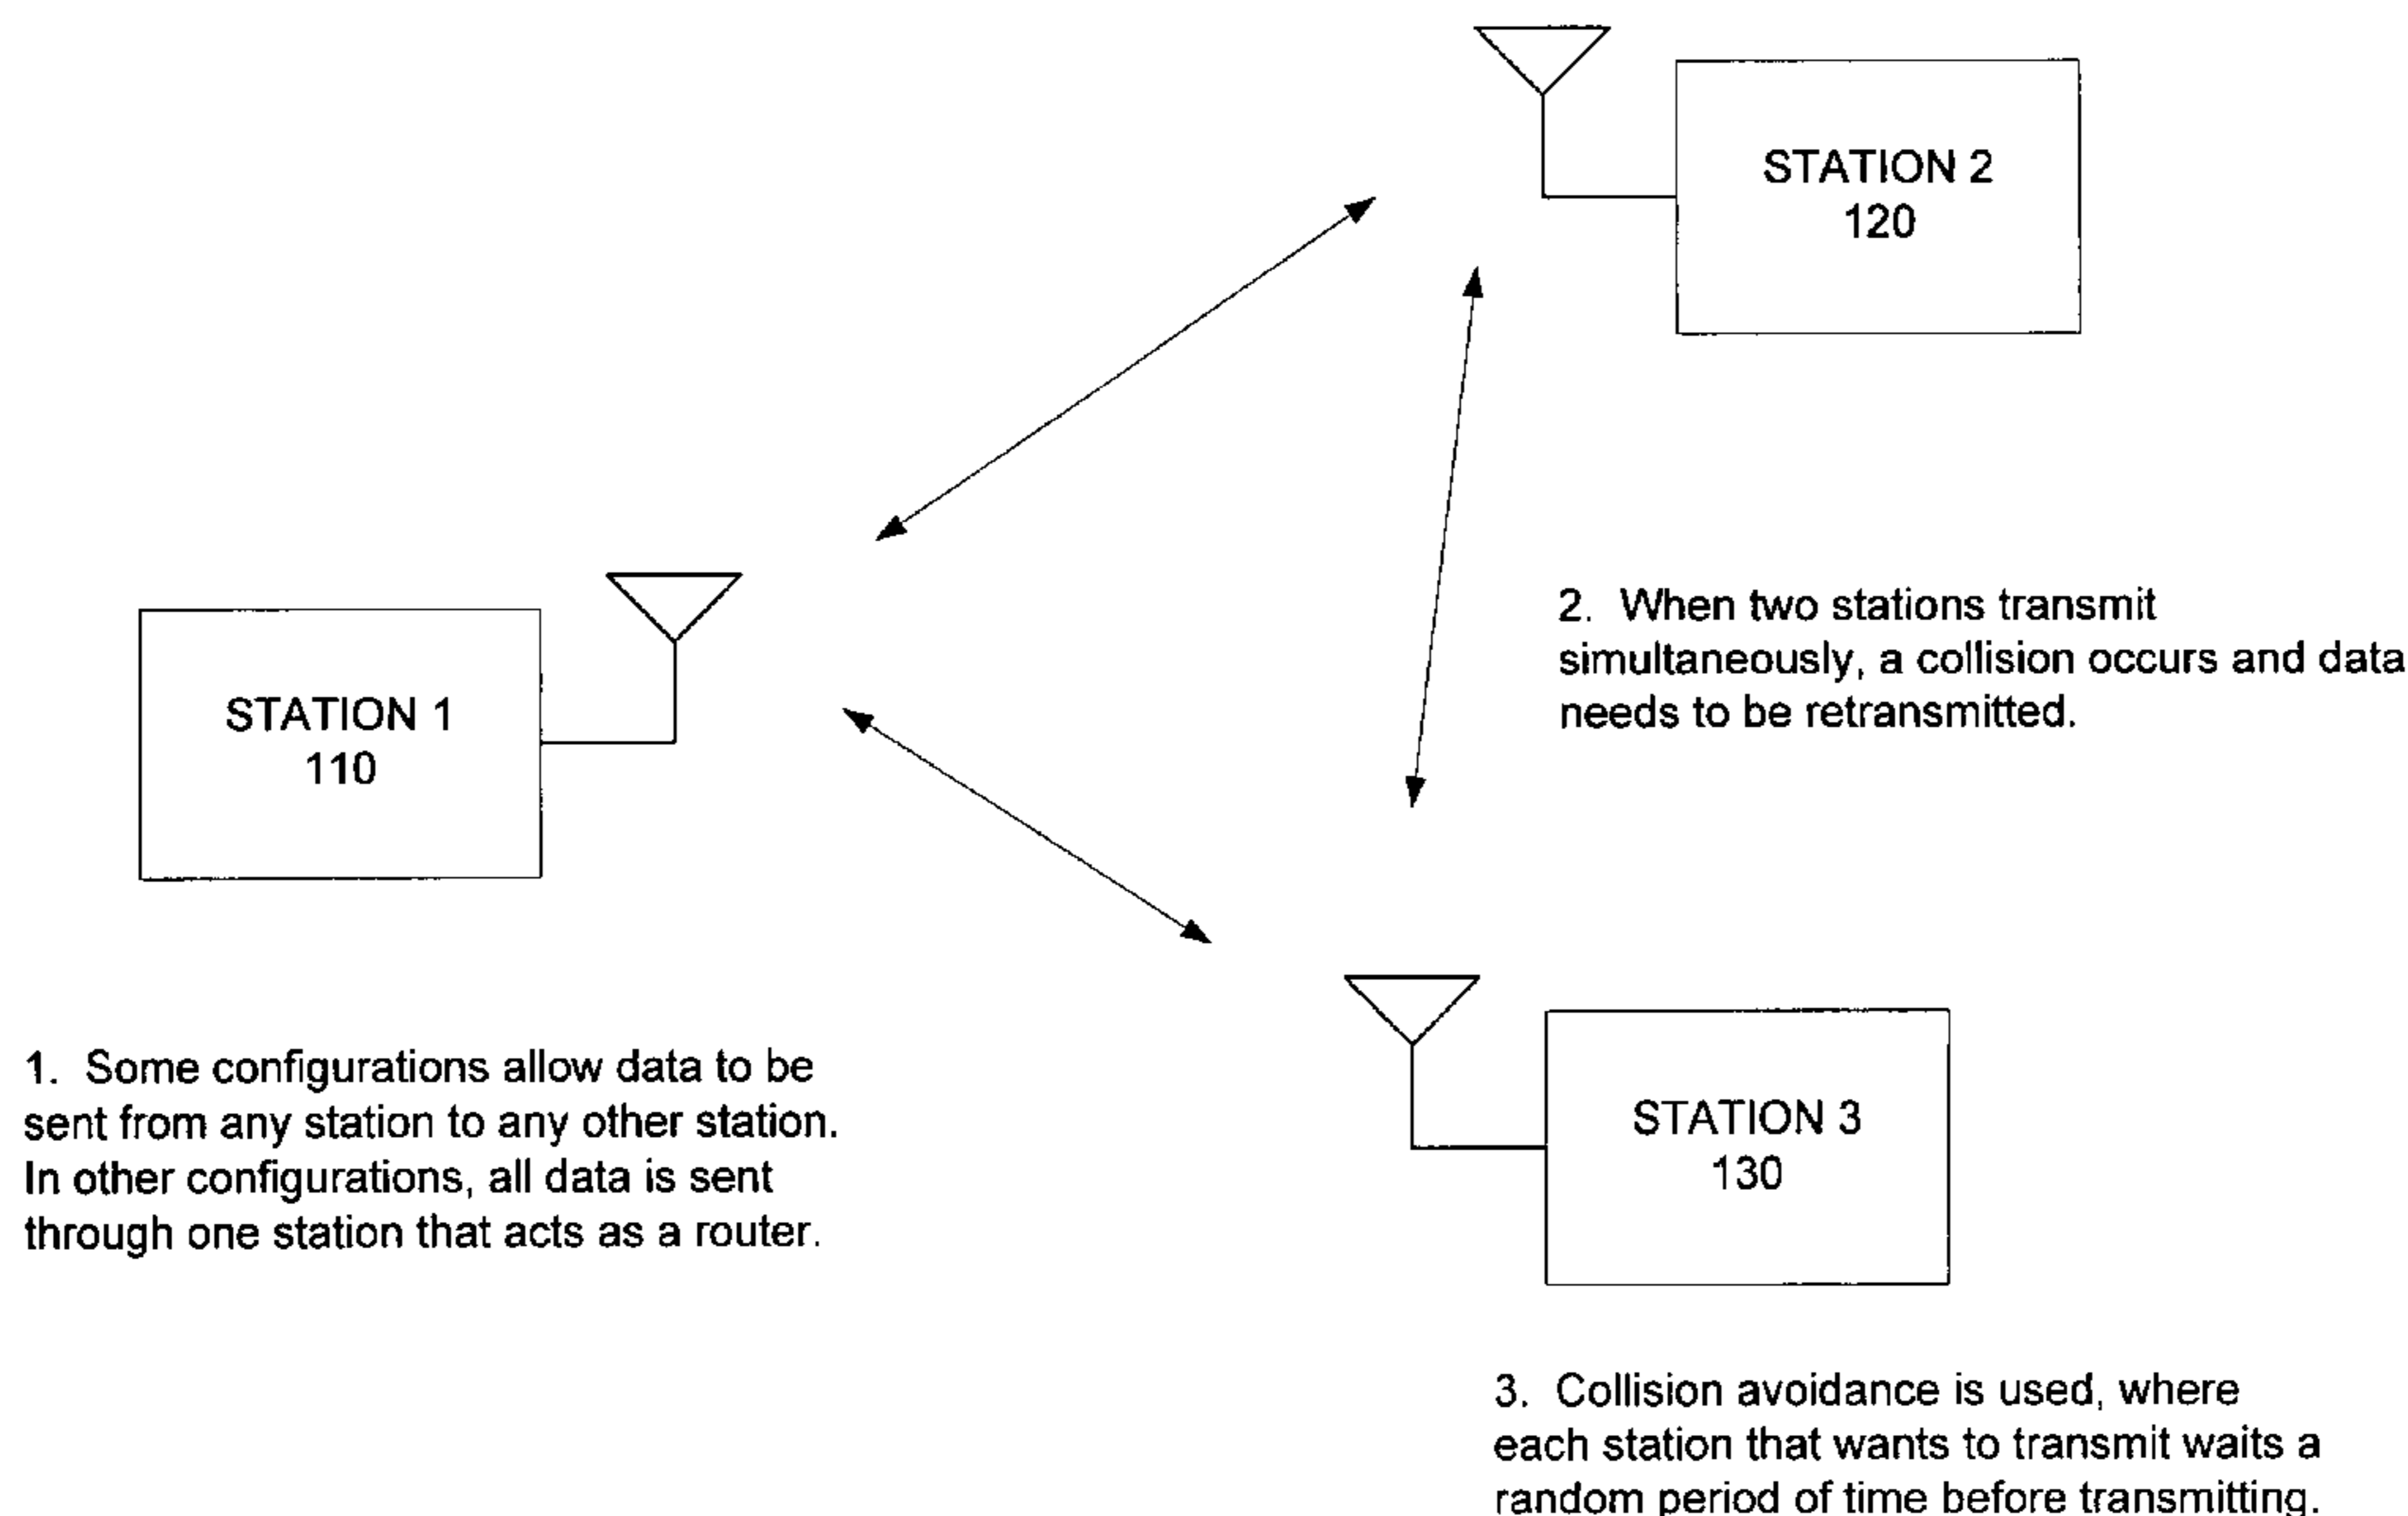 STATION 2
120
STATION 1
110
2. When two stations transmit
simultaneously, a collision occurs and data
needs to be retransmitted.
1. Some configurations allow data to be
sent from any station to any other station.
In other configurations, all data is sent
through one station that acts as a router.
STATION 3
130
3. Collision avoidance is used, where
each station that wants to transmit waits a
random period of time before transmitting.